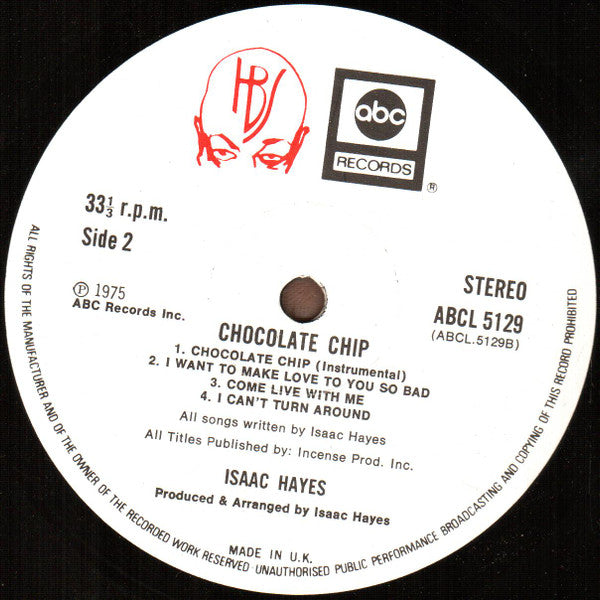 HBS
abc
RECORDS
®
33⅓ r.p.m.
Side 2
Ⓟ 1975
ABC Records Inc.
STEREO
ABCL 5129
(ABCL.5129B)
CHOCOLATE CHIP
1. CHOCOLATE CHIP (Instrumental)
2. I WANT TO MAKE LOVE TO YOU SO BAD
3. COME LIVE WITH ME
4. I CAN'T TURN AROUND
All songs written by Isaac Hayes
All Titles Published by: Incense Prod. Inc.
ISAAC HAYES
Produced & Arranged by Isaac Hayes
MADE IN U.K.
ALL RIGHTS OF THE MANUFACTURER AND OF THE OWNER OF THE RECORDED WORK RESERVED · UNAUTHORISED PUBLIC PERFORMANCE BROADCASTING AND COPYING OF THIS RECORD PROHIBITED